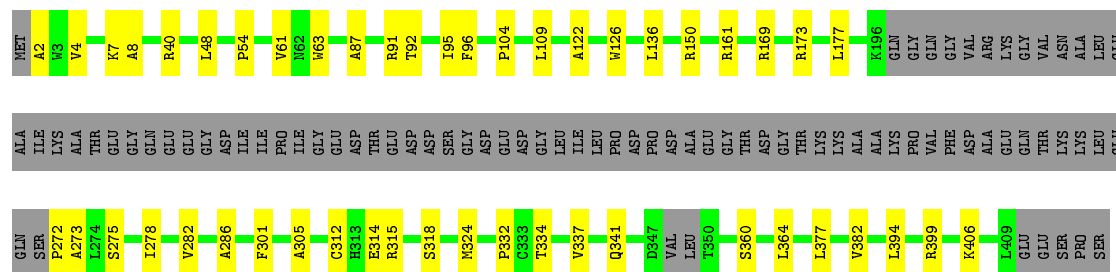 MET A2 W3 V4 K7 A8 R40 L48 P54 V61 N62 W63 A87 R91 T92 I95 F96 P104 L109 A122 W126 L136 R150 R161 R169 R173 L177 K196 GLN GLY GLN GLY VAL ARG LYS GLY VAL ASN ALA LEU GLU
ALA ILE LYS ALA THR GLU GLY GLN GLU GLU GLY ASP ILE ILE PRO ILE GLY GLU ASP THR GLU ASP ASP SER GLY ASP GLU ASP GLY LEU ILE LEU PRO ASP PRO ASP ALA GLU GLY THR ASP GLY THR LYS LYS ALA ALA LYS PRO VAL PHE ASP ALA GLU GLN THR LYS LYS LEU GLU
GLN SER P272 A273 L274 S275 I278 V282 A286 F301 A305 C312 H313 E314 R315 S318 M324 P332 C333 T334 V337 Q341 D347 VAL LEU T350 S360 L364 L377 V382 L394 R399 K406 L409 GLU GLU SER PRO SER